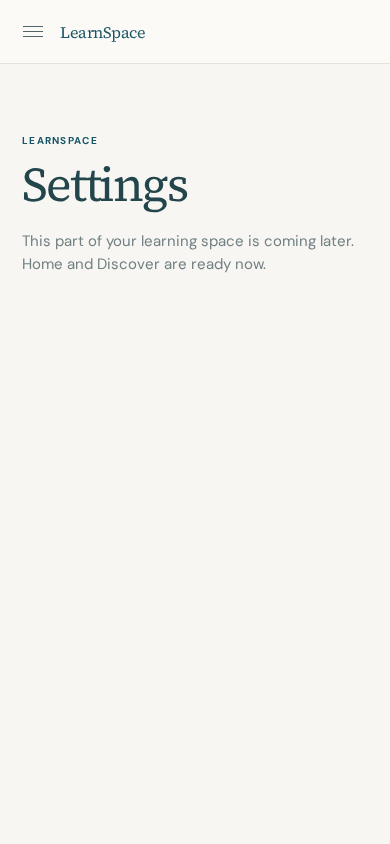 LearnSpace
LEARNSPACE
Settings
This part of your learning space is coming later.
Home and Discover are ready now.